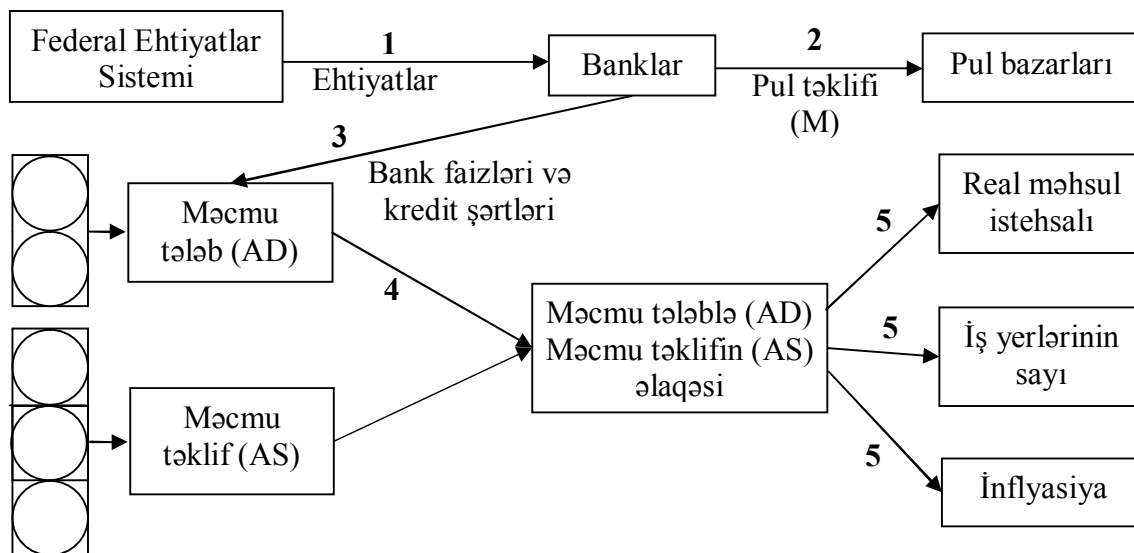 Federal Ehtiyatlar
Sistemi
1
Ehtiyatlar
Banklar
2
Pul təklifi
(M)
Pul bazarları
3
Bank faizləri və
kredit şərtləri
Məcmu
tələb (AD)
4
Məcmu
təklif (AS)
Məcmu tələblə (AD)
Məcmu təklifin (AS)
əlaqəsi
5
Real məhsul
istehsalı
5
İş yerlərinin
sayı
5
İnflyasiya